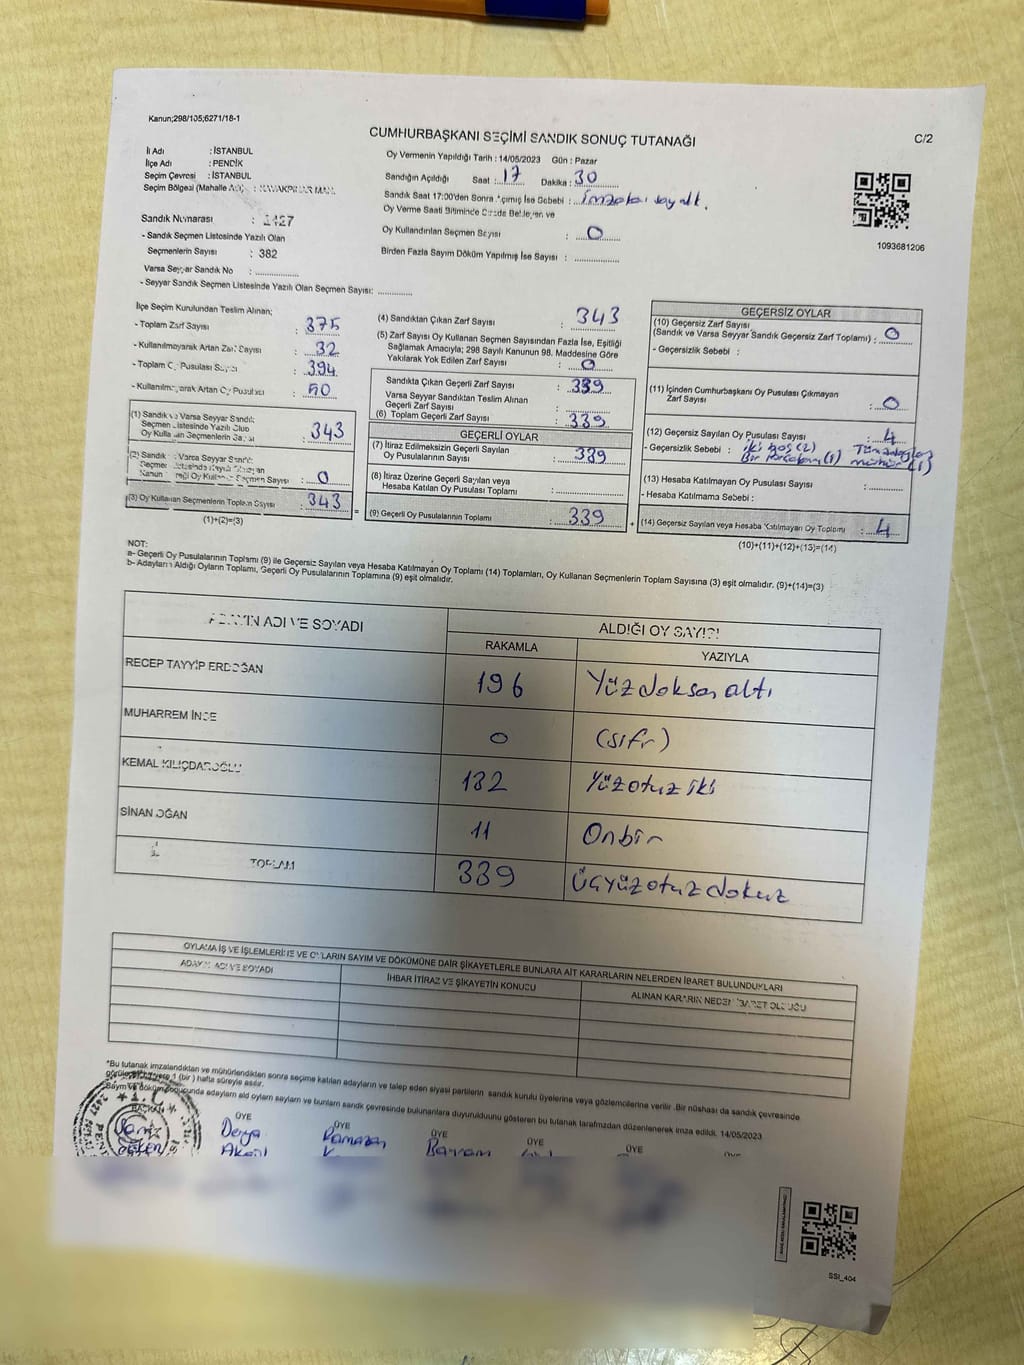 Kanun;298/105;6271/18-1
CUMHURBAŞKANI SEÇİMİ SANDIK SONUÇ TUTANAĞI
C/2
İl Adı : İSTANBUL
İlçe Adı : PENDİK
Seçim Çevresi : İSTANBUL
Seçim Bölgesi (Mahalle Adı) : KAVAKPINAR MAH.
Sandık Numarası : 2427
- Sandık Seçmen Listesinde Yazılı Olan
Seçmenlerin Sayısı : 382
Varsa Seyyar Sandık No : ............
- Seyyar Sandık Seçmen Listesinde Yazılı Olan Seçmen Sayısı: ............
Oy Vermenin Yapıldığı Tarih : 14/05/2023 Gün : Pazar
Sandığın Açıldığı Saat : 17 Dakika : 30
Sandık Saat 17:00'den Sonra Açılmış İse Sebebi :
Oy Verme Saati Bitiminde Sırada Bekleyen ve
Oy Kullandırılan Seçmen Sayısı : 0
Birden Fazla Sayım Döküm Yapılmış İse Sayısı : ............
1093681206
İlçe Seçim Kurulundan Teslim Alınan;
- Toplam Zarf Sayısı : 375
- Kullanılmayarak Artan Zarf Sayısı : 32
- Toplam Oy Pusulası Sayısı : 394
- Kullanılmayarak Artan Oy Pusulası : 50
(1) Sandık ve Varsa Seyyar Sandık
Seçmen Listesinde Yazılı Olup
Oy Kullanan Seçmenlerin Sayısı : 343
(2) Sandık ve Varsa Seyyar Sandık
Seçmen Listesinde Yazılı Olmayan
Kanun Gereği Oy Kullanan Seçmen Sayısı : 0
(3) Oy Kullanan Seçmenlerin Toplam Sayısı : 343
(1)+(2)=(3)
(4) Sandıktan Çıkan Zarf Sayısı : 343
(5) Zarf Sayısı Oy Kullanan Seçmen Sayısından Fazla İse, Eşitliği
Sağlamak Amacıyla; 298 Sayılı Kanunun 98. Maddesine Göre
Yakılarak Yok Edilen Zarf Sayısı : 0
Sandıkta Çıkan Geçerli Zarf Sayısı : 339
Varsa Seyyar Sandıktan Teslim Alınan
Geçerli Zarf Sayısı : ............
(6) Toplam Geçerli Zarf Sayısı : 339
GEÇERLİ OYLAR
(7) İtiraz Edilmeksizin Geçerli Sayılan
Oy Pusulalarının Sayısı : 339
(8) İtiraz Üzerine Geçerli Sayılan veya
Hesaba Katılan Oy Pusulası Toplamı : ............
(9) Geçerli Oy Pusulalarının Toplamı : 339
GEÇERSİZ OYLAR
(10) Geçersiz Zarf Sayısı
(Sandık ve Varsa Seyyar Sandık Geçersiz Zarf Toplamı) : 0
- Geçersizlik Sebebi :
(11) İçinden Cumhurbaşkanı Oy Pusulası Çıkmayan
Zarf Sayısı : 0
(12) Geçersiz Sayılan Oy Pusulası Sayısı : 4
- Geçersizlik Sebebi : iki boş (2)
(13) Hesaba Katılmayan Oy Pusulası Sayısı : ............
- Hesaba Katılmama Sebebi :
(14) Geçersiz Sayılan veya Hesaba Katılmayan Oy Toplamı : 4
(10)+(11)+(12)+(13)=(14)
NOT:
a- Geçerli Oy Pusulalarının Toplamı (9) ile Geçersiz Sayılan veya Hesaba Katılmayan Oy Toplamı (14) Toplamları, Oy Kullanan Seçmenlerin Toplam Sayısına (3) eşit olmalıdır. (9)+(14)=(3)
b- Adayların Aldığı Oyların Toplamı, Geçerli Oy Pusulalarının Toplamına (9) eşit olmalıdır.
ADAYIN ADI VE SOYADI
ALDIĞI OY SAYISI
RAKAMLA
YAZIYLA
RECEP TAYYİP ERDOĞAN 196 Yüzdoksanaltı
MUHARREM İNCE 0 (sıfır)
KEMAL KILIÇDAROĞLU 132 Yüzotuziki
SİNAN OĞAN 11 Onbir
TOPLAM 339 Üçyüzotuzdokuz
OYLAMA İŞ VE İŞLEMLERİNE VE OYLARIN SAYIM VE DÖKÜMÜNE DAİR ŞİKAYETLERLE BUNLARA AİT KARARLARIN NELERDEN İBARET BULUNDUKLARI
ADAYIN ADI VE SOYADI
İHBAR İTİRAZ VE ŞİKAYETİN KONUSU
ALINAN KARARIN NEDEN İBARET OLDUĞU
*Bu tutanak imzalandıktan ve mühürlendikten sonra seçime katılan adayların ve talep eden siyasi partilerin sandık kurulu üyelerine veya gözlemcilerine verilir .Bir nüshası da sandık çevresinde
görülebilir yere 1 (bir ) hafta süreyle asılır.
Sayım ve döküm sonucunda adayların aldı oyların sayıların ve bunların sandık çevresinde bulunanlara duyurulduunu gösteren bu tutanak tarafmızdan düzenlenerek imza edildi. 14/05/2023
BAŞKAN
ÜYE
Derya
ÜYE
Ramazan
ÜYE
Bayram
ÜYE
ÜYE
SSI_404